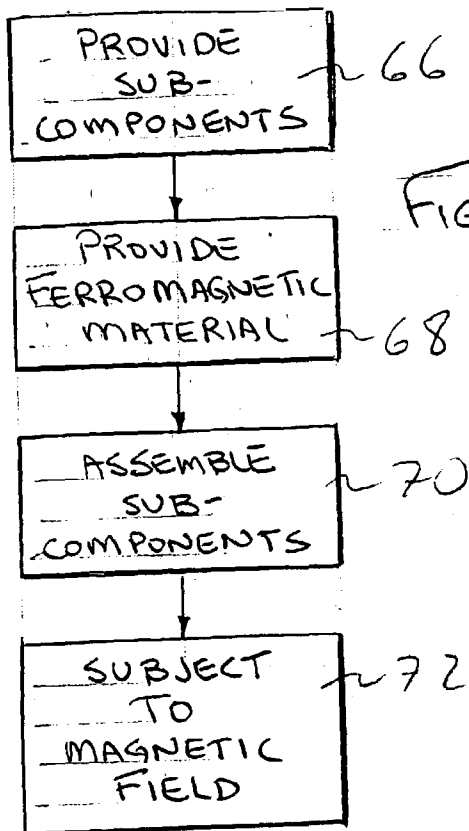 PROVIDE
SUB-
COMPONENTS
66
FIG
PROVIDE
FERROMAGNETIC
MATERIAL
68
ASSEMBLE
SUB-
COMPONENTS
70
SUBJECT
TO
MAGNETIC
FIELD
72